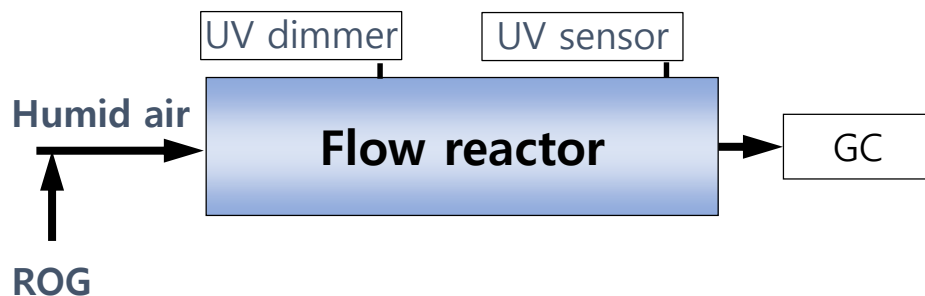 UV dimmer
UV sensor
Humid air
Flow reactor
GC
ROG